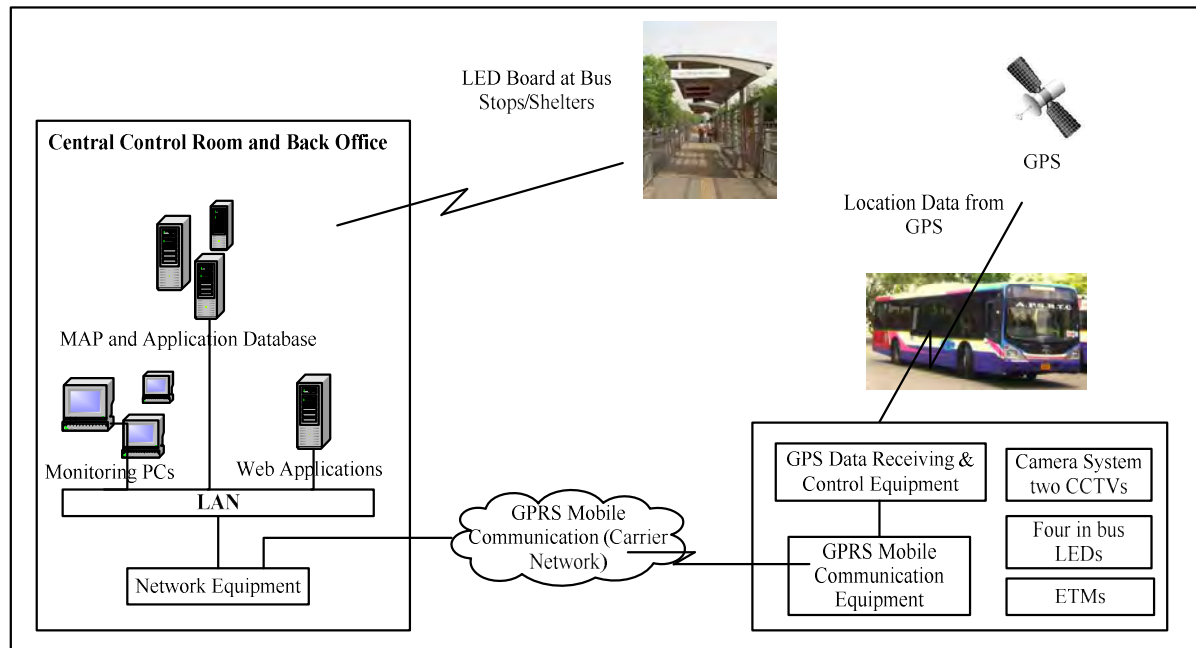 LED Board at Bus
Stops/Shelters
Central Control Room and Back Office
GPS
Location Data from
GPS
A.P.S.R.T.C
MAP and Application Database
Monitoring PCs
Web Applications
LAN
Network Equipment
GPRS Mobile
Communication (Carrier
Network)
GPS Data Receiving &
Control Equipment
GPRS Mobile
Communication
Equipment
Camera System
two CCTVs
Four in bus
LEDs
ETMs